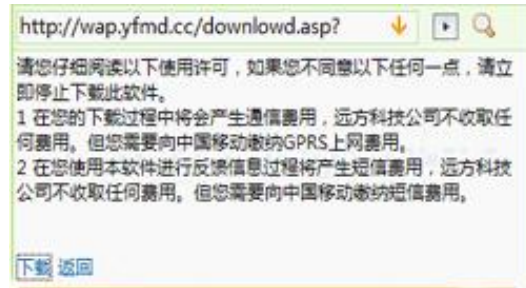 http://wap.yfmd.cc/downlowd.asp?
请您仔细阅读以下使用许可，如果您不同意以下任何一点，请立
即停止下载此软件。
1 在您的下载过程中将会产生通信费用，远方科技公司不收取任
何费用。但您需要向中国移动缴纳GPRS上网费用。
2 在您使用本软件进行反馈信息过程将产生短信费用，远方科技
公司不收取任何费用。但您需要向中国移动缴纳短信费用。
下载 返回